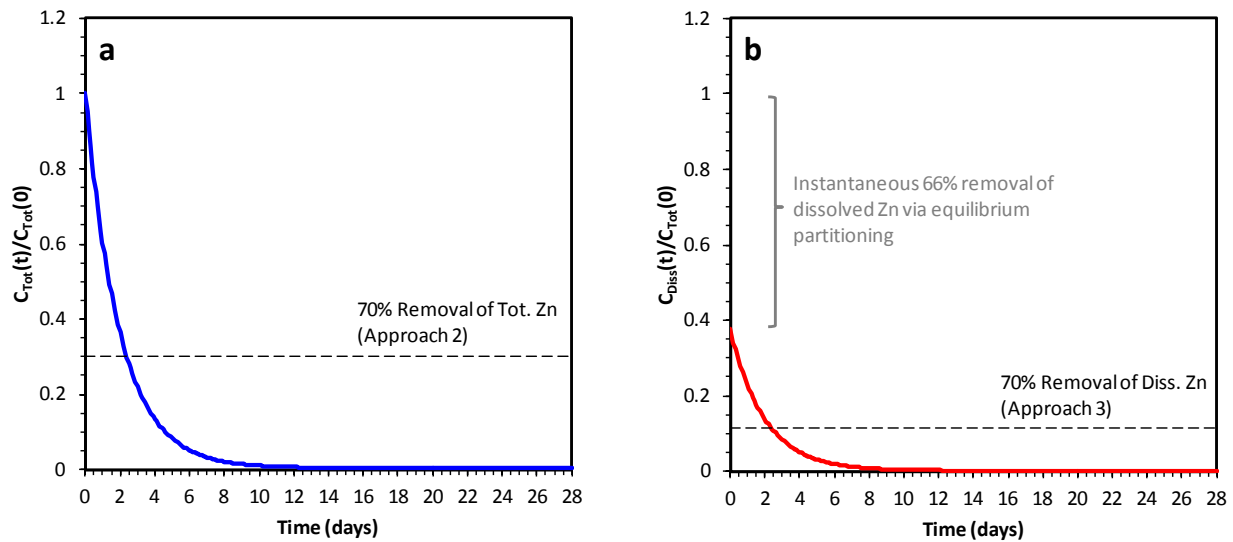 a
1.2
1
0.8
0.6
0.4
0.2
0
C_Tot(t)/C_Tot(0)
70% Removal of Tot. Zn
(Approach 2)
0 2 4 6 8 10 12 14 16 18 20 22 24 26 28
Time (days)
b
1.2
1
0.8
0.6
0.4
0.2
0
C_Diss(t)/C_Tot(0)
Instantaneous 66% removal of
dissolved Zn via equilibrium
partitioning
70% Removal of Diss. Zn
(Approach 3)
0 2 4 6 8 10 12 14 16 18 20 22 24 26 28
Time (days)